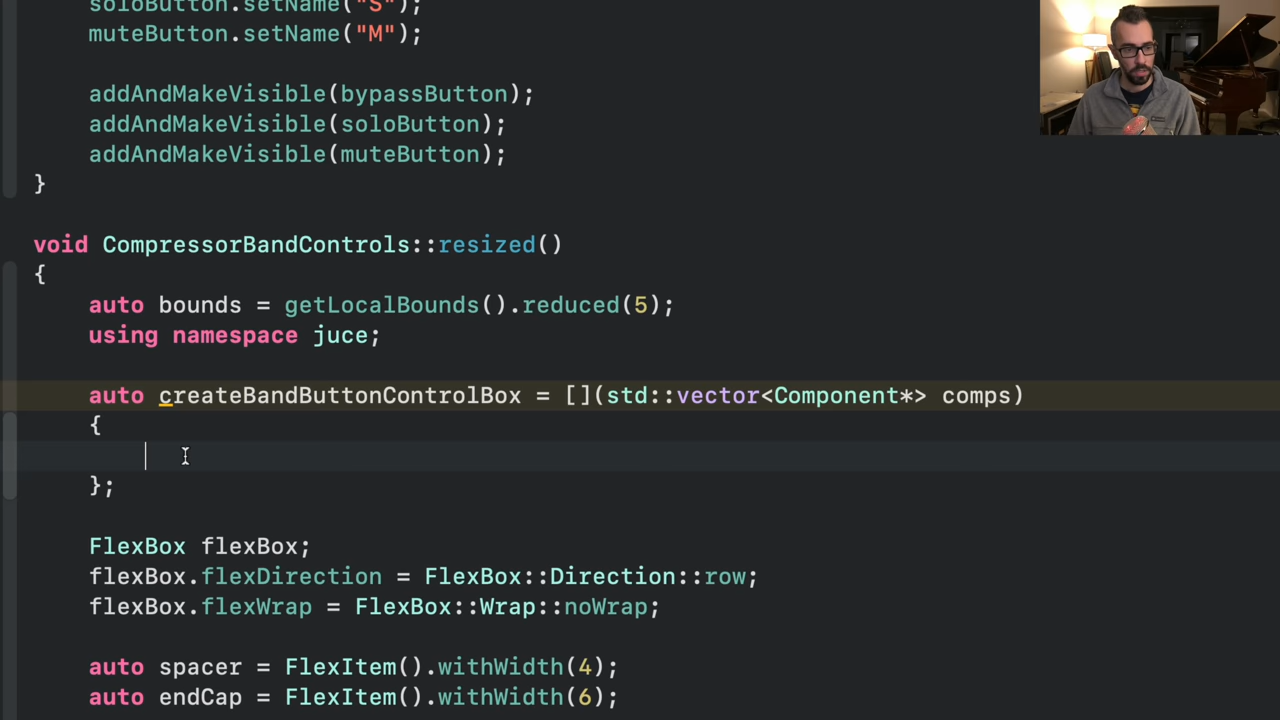 soloButton.setName("S");
muteButton.setName("M");
addAndMakeVisible(bypassButton);
addAndMakeVisible(soloButton);
addAndMakeVisible(muteButton);
}
void CompressorBandControls::resized()
{
auto bounds = getLocalBounds().reduced(5);
using namespace juce;
auto createBandButtonControlBox = [](std::vector<Component*> comps)
{
};
FlexBox flexBox;
flexBox.flexDirection = FlexBox::Direction::row;
flexBox.flexWrap = FlexBox::Wrap::noWrap;
auto spacer = FlexItem().withWidth(4);
auto endCap = FlexItem().withWidth(6);